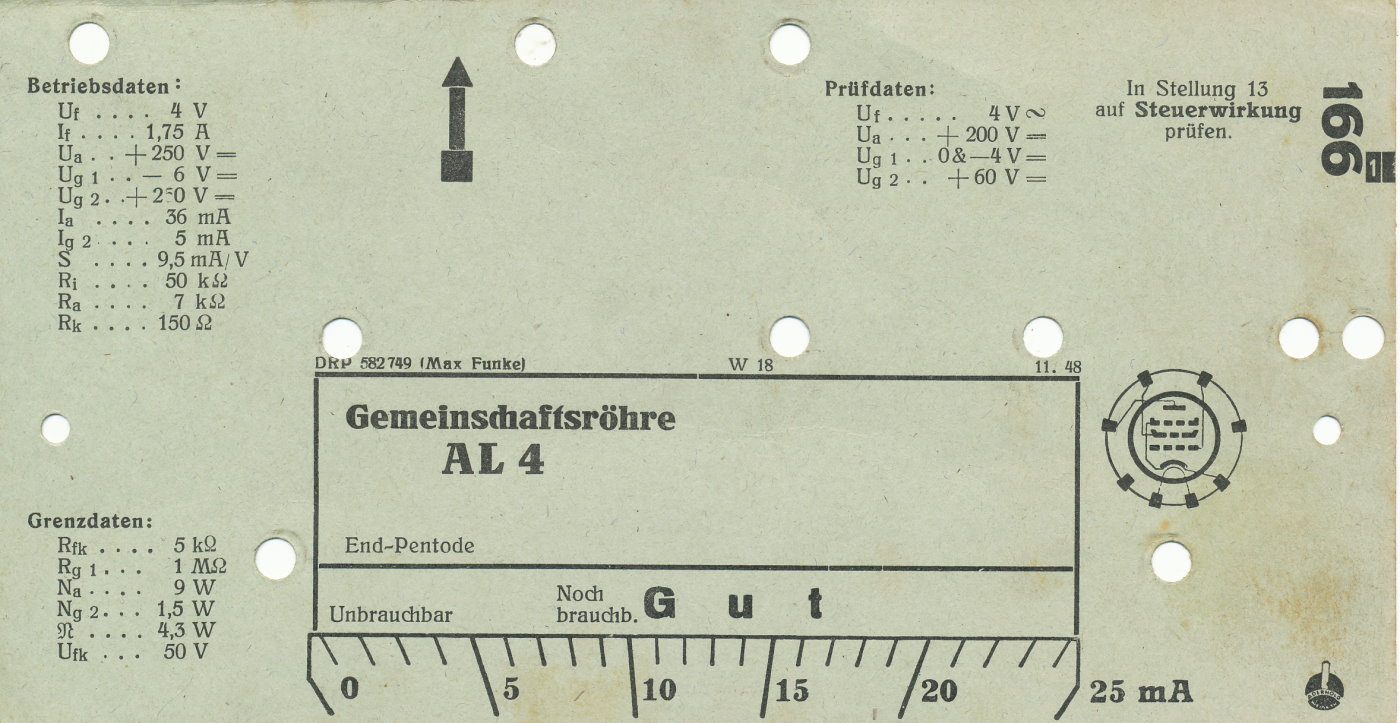 Betriebsdaten:
Uf .... 4 V
If .... 1,75 A
Ua .. +250 V =
Ug 1 .. – 6 V =
Ug 2 .. +250 V =
Ia .... 36 mA
Ig 2 .... 5 mA
S .... 9,5 mA/V
Ri .... 50 kΩ
Ra .... 7 kΩ
Rk .... 150 Ω
Prüfdaten:
Uf ..... 4 V ~
Ua ... + 200 V =
Ug 1 .. 0&–4 V =
Ug 2 .. +60 V =
In Stellung 13
auf Steuerwirkung
prüfen.
166
DRP 582749 (Max Funke)
W 18
11. 48
Gemeinschaftsröhre
AL 4
End-Pentode
Unbrauchbar
Noch
brauchb.
Gut
0 5 10 15 20 25 mA
Grenzdaten:
Rfk .... 5 kΩ
Rg 1 ... 1 MΩ
Na .... 9 W
Ng 2 ... 1,5 W
𝔑 .... 4,3 W
Ufk ... 50 V